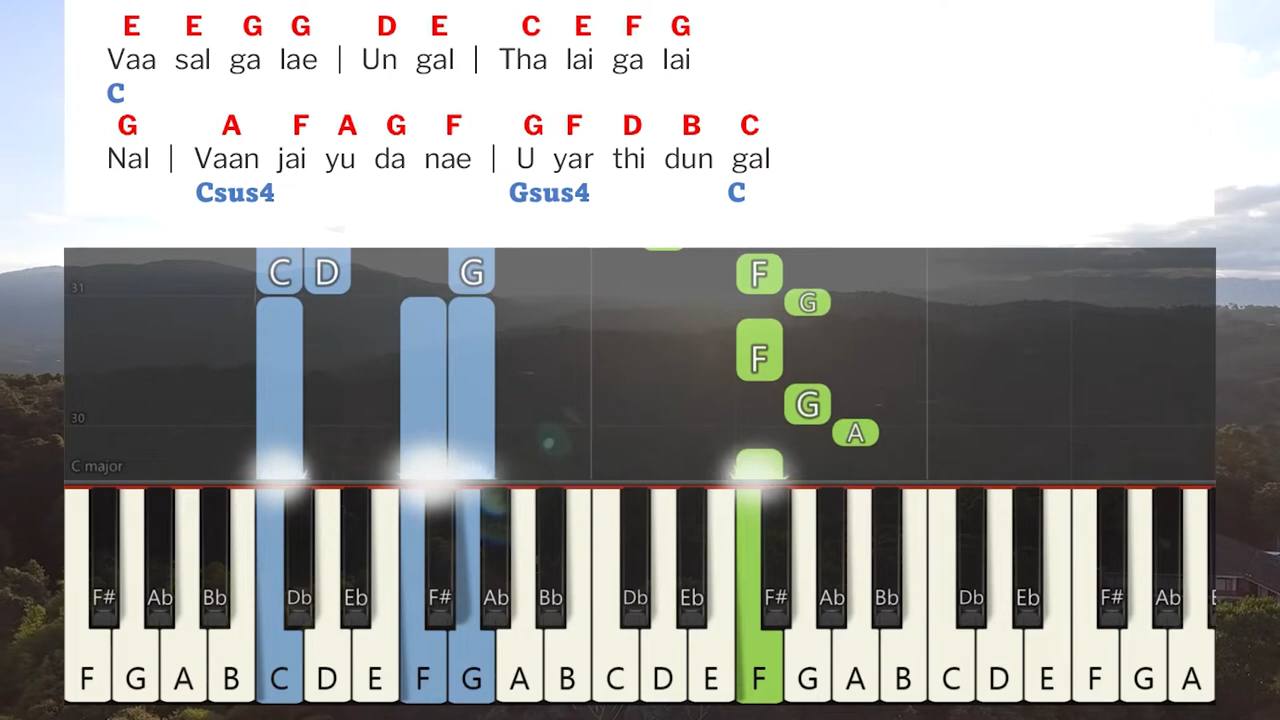 E E G G D E C E F G
Vaa sal ga lae | Un gal | Tha lai ga lai
C
G A F A G F G F D B C
Nal | Vaan jai yu da nae | U yar thi dun gal
Csus4 Gsus4 C
C D G F
31
G
F
G
30
A
C major
F# Ab Bb Db Eb F# Ab Bb Db Eb F# Ab Bb Db Eb F# Ab
F G A B C D E F G A B C D E F G A B C D E F G A